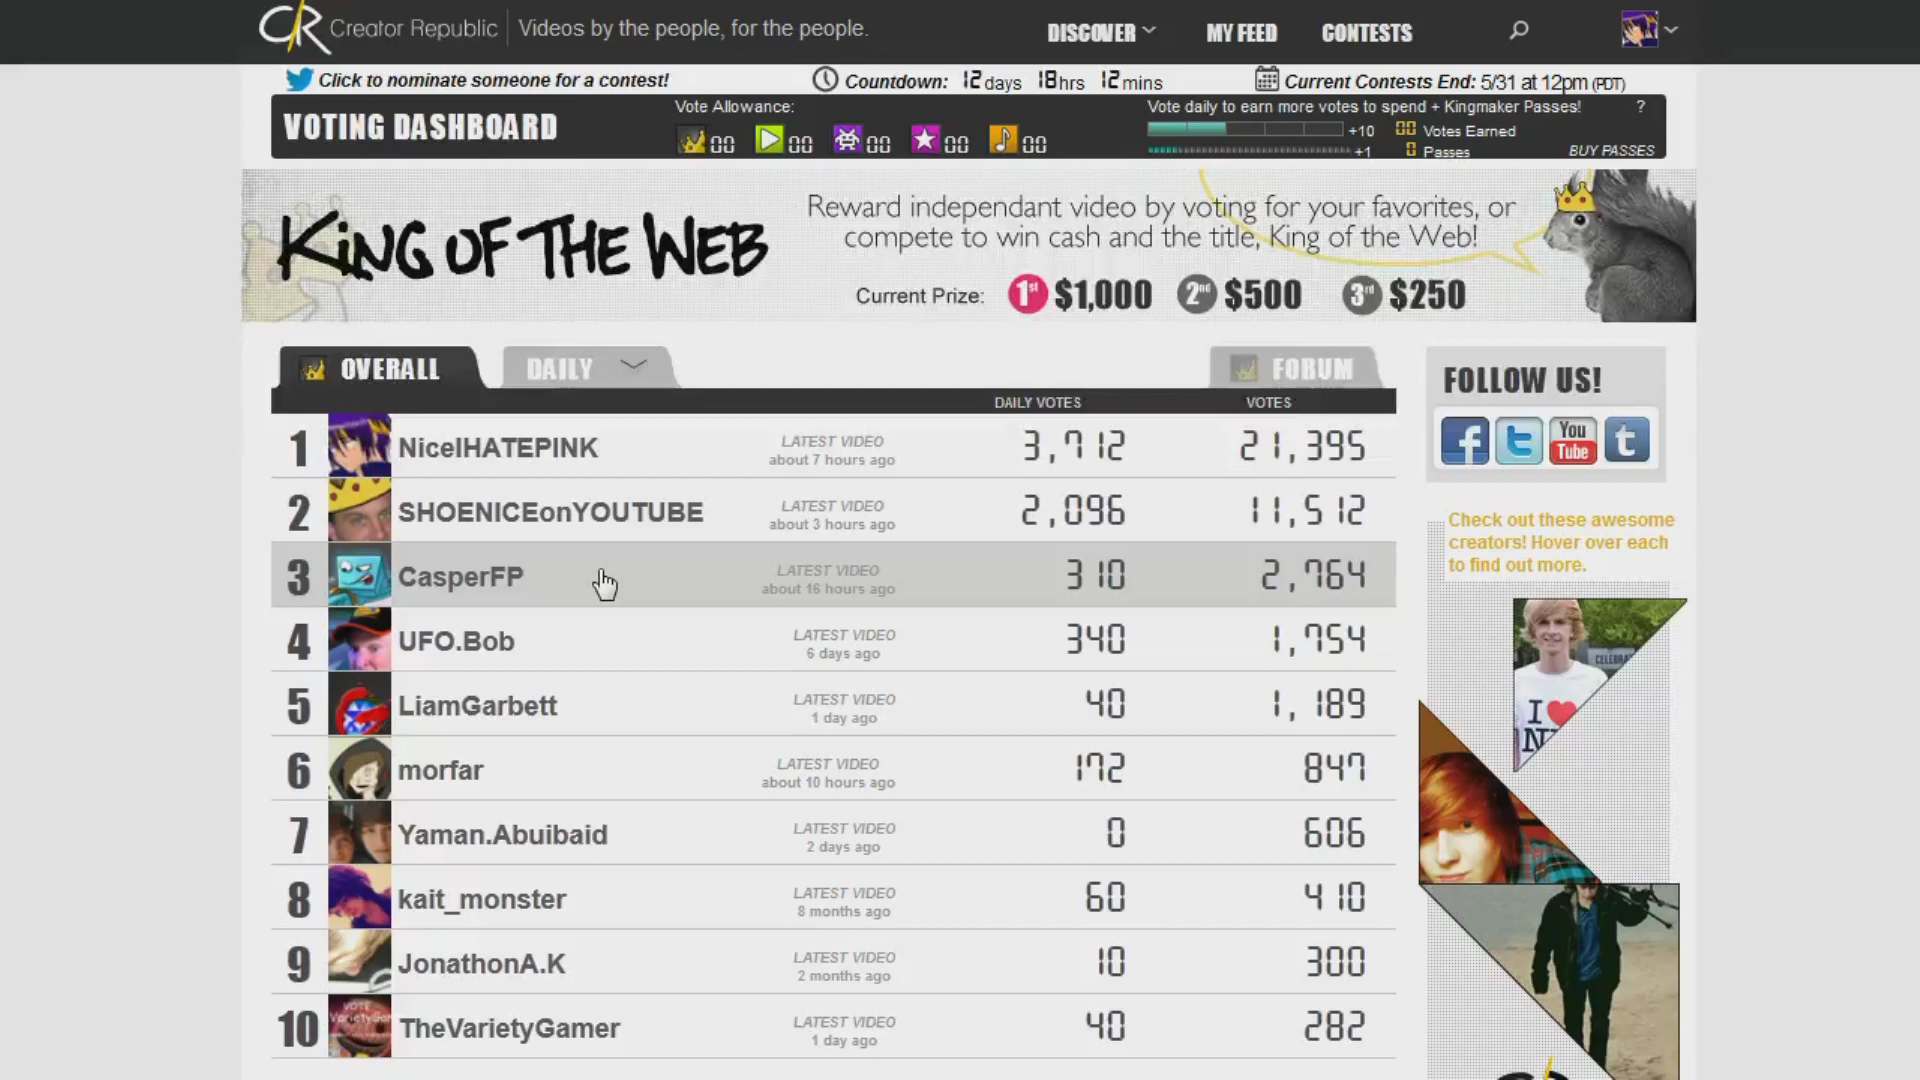 CR Creator Republic Videos by the people, for the people. DISCOVER MY FEED CONTESTS
Click to nominate someone for a contest! Countdown: 12 days 18 hrs 12 mins Current Contests End: 5/31 at 12pm (PDT)
VOTING DASHBOARD
Vote Allowance:
00 00 00 00 00
Vote daily to earn more votes to spend + Kingmaker Passes! ?
+10 00 Votes Earned
+1 0 Passes BUY PASSES
KING OF THE WEB
Reward independant video by voting for your favorites, or
compete to win cash and the title, King of the Web!
Current Prize: 1st $1,000 2nd $500 3rd $250
OVERALL DAILY FORUM
DAILY VOTES VOTES
1 NiceIHATEPINK LATEST VIDEO about 7 hours ago 3,712 21,395
2 SHOENICEonYOUTUBE LATEST VIDEO about 3 hours ago 2,096 11,512
3 CasperFP LATEST VIDEO about 16 hours ago 310 2,764
4 UFO.Bob LATEST VIDEO 6 days ago 340 1,754
5 LiamGarbett LATEST VIDEO 1 day ago 40 1,189
6 morfar LATEST VIDEO about 10 hours ago 172 847
7 Yaman.Abuibaid LATEST VIDEO 2 days ago 0 606
8 kait_monster LATEST VIDEO 8 months ago 60 410
9 JonathonA.K LATEST VIDEO 2 months ago 10 300
10 TheVarietyGamer LATEST VIDEO 1 day ago 40 282
FOLLOW US!
f t You Tube t
Check out these awesome
creators! Hover over each
to find out more.
I
N